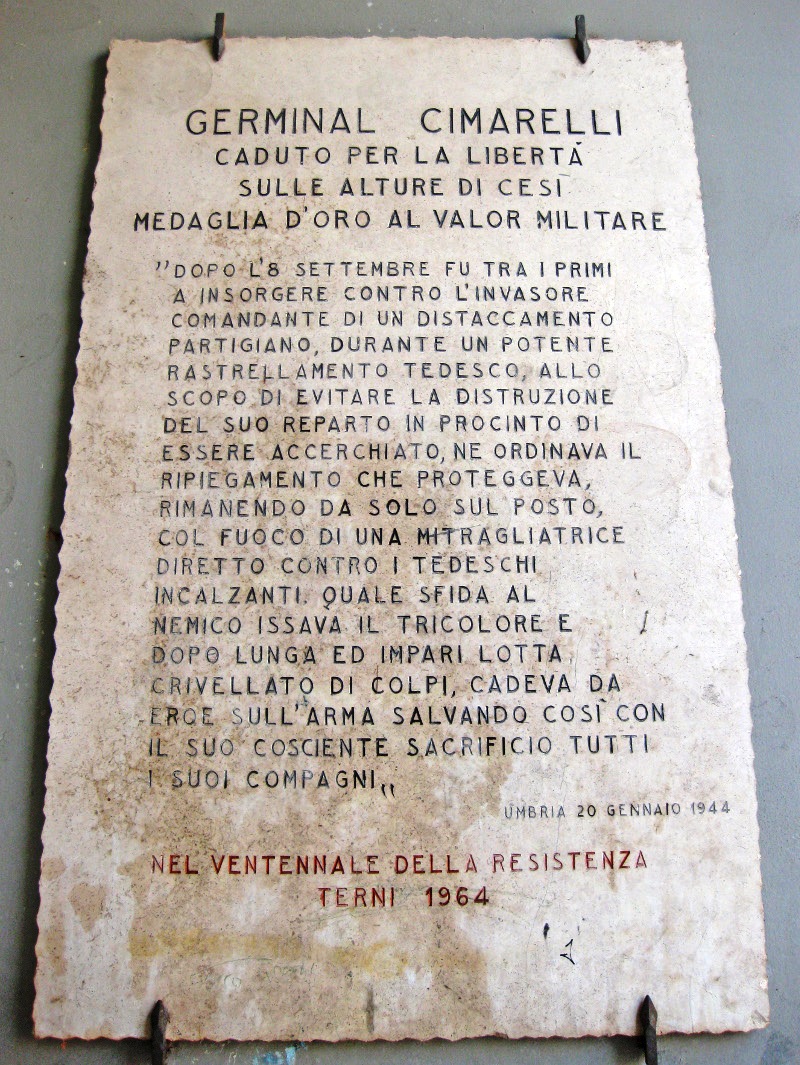 GERMINAL CIMARELLI
CADUTO PER LA LIBERTÁ
SULLE ALTURE DI CESI
MEDAGLIA D'ORO AL VALOR MILITARE
"DOPO L'8 SETTEMBRE FU TRA I PRIMI
A INSORGERE CONTRO L'INVASORE
COMANDANTE DI UN DISTACCAMENTO
PARTIGIANO, DURANTE UN POTENTE
RASTRELLAMENTO TEDESCO, ALLO
SCOPO DI EVITARE LA DISTRUZIONE
DEL SUO REPARTO IN PROCINTO DI
ESSERE ACCERCHIATO, NE ORDINAVA IL
RIPIEGAMENTO CHE PROTEGGEVA,
RIMANENDO DA SOLO SUL POSTO,
COL FUOCO DI UNA MITRAGLIATRICE
DIRETTO CONTRO I TEDESCHI
INCALZANTI. QUALE SFIDA AL
NEMICO ISSAVA IL TRICOLORE E
DOPO LUNGA ED IMPARI LOTTA,
CRIVELLATO DI COLPI, CADEVA DA
EROE SULL'ARMA SALVANDO COSÌ CON
IL SUO COSCIENTE SACRIFICIO TUTTI
I SUOI COMPAGNI„
UMBRIA 20 GENNAIO 1944
NEL VENTENNALE DELLA RESISTENZA
TERNI 1964